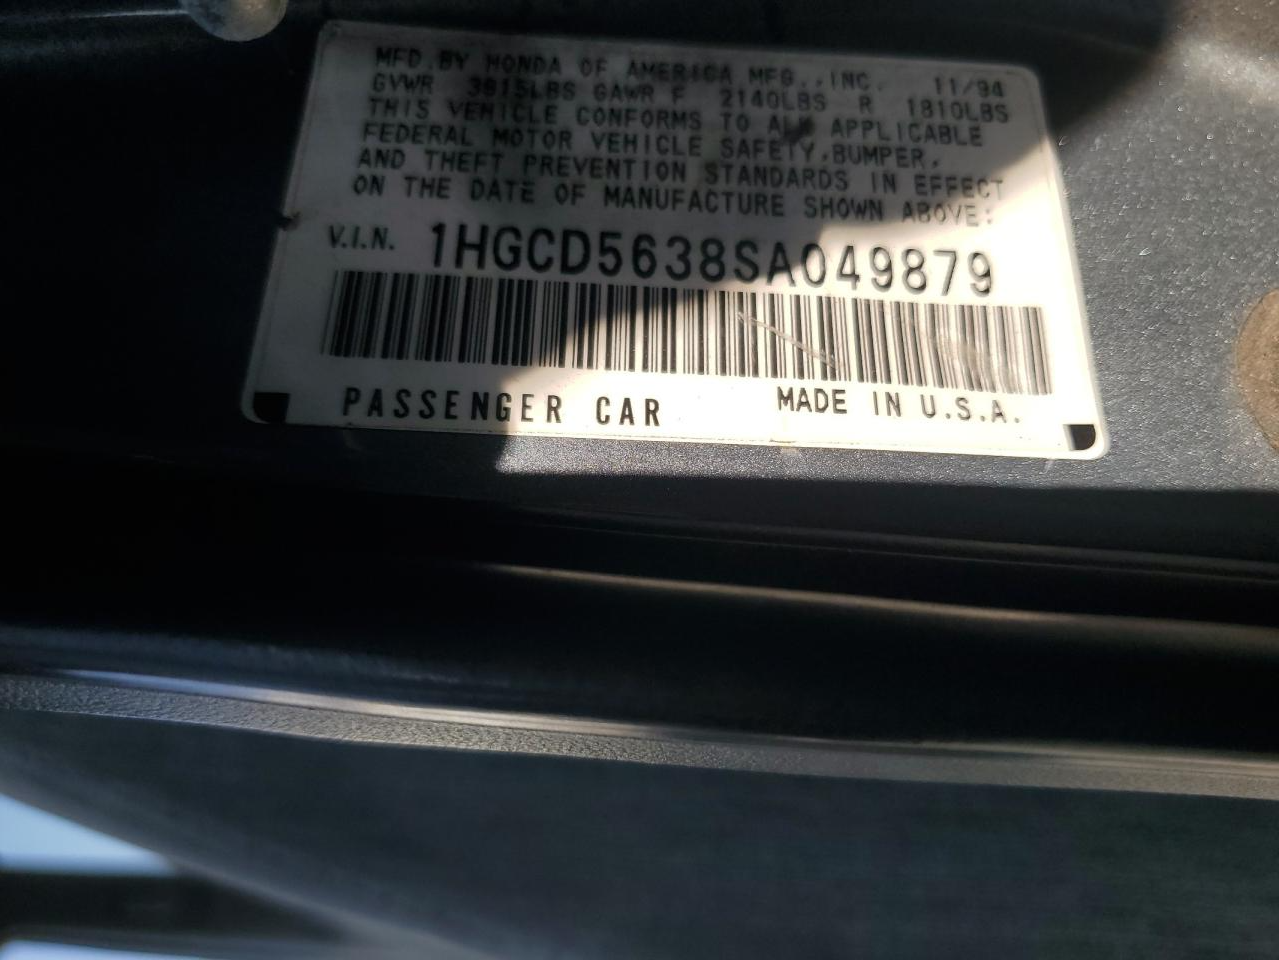 MFD. BY HONDA OF AMERICA MFG., INC. 11/94
GVWR 3915LBS GAWR F 2140LBS R 1810LBS
THIS VEHICLE CONFORMS TO ALL APPLICABLE
FEDERAL MOTOR VEHICLE SAFETY, BUMPER,
AND THEFT PREVENTION STANDARDS IN EFFECT
ON THE DATE OF MANUFACTURE SHOWN ABOVE:
V.I.N. 1HGCD5638SA049879
PASSENGER CAR MADE IN U.S.A.